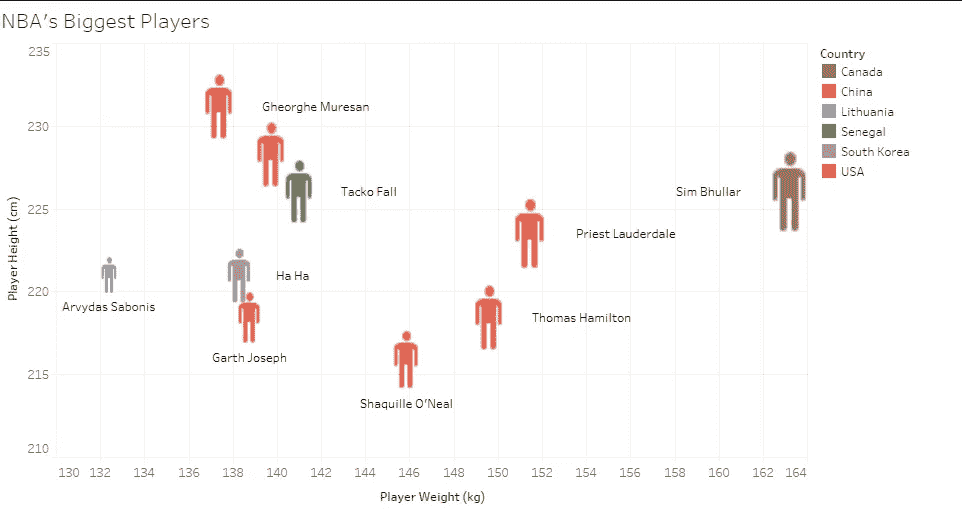 NBA's Biggest Players
235
230
225
220
215
210
Player Height (cm)
Gheorghe Muresan
Tacko Fall
Sim Bhullar
Priest Lauderdale
Ha Ha
Arvydas Sabonis
Thomas Hamilton
Garth Joseph
Shaquille O'Neal
130 132 134 136 138 140 142 144 146 148 150 152 154 156 158 160 162 164
Player Weight (kg)
Country
Canada
China
Lithuania
Senegal
South Korea
USA